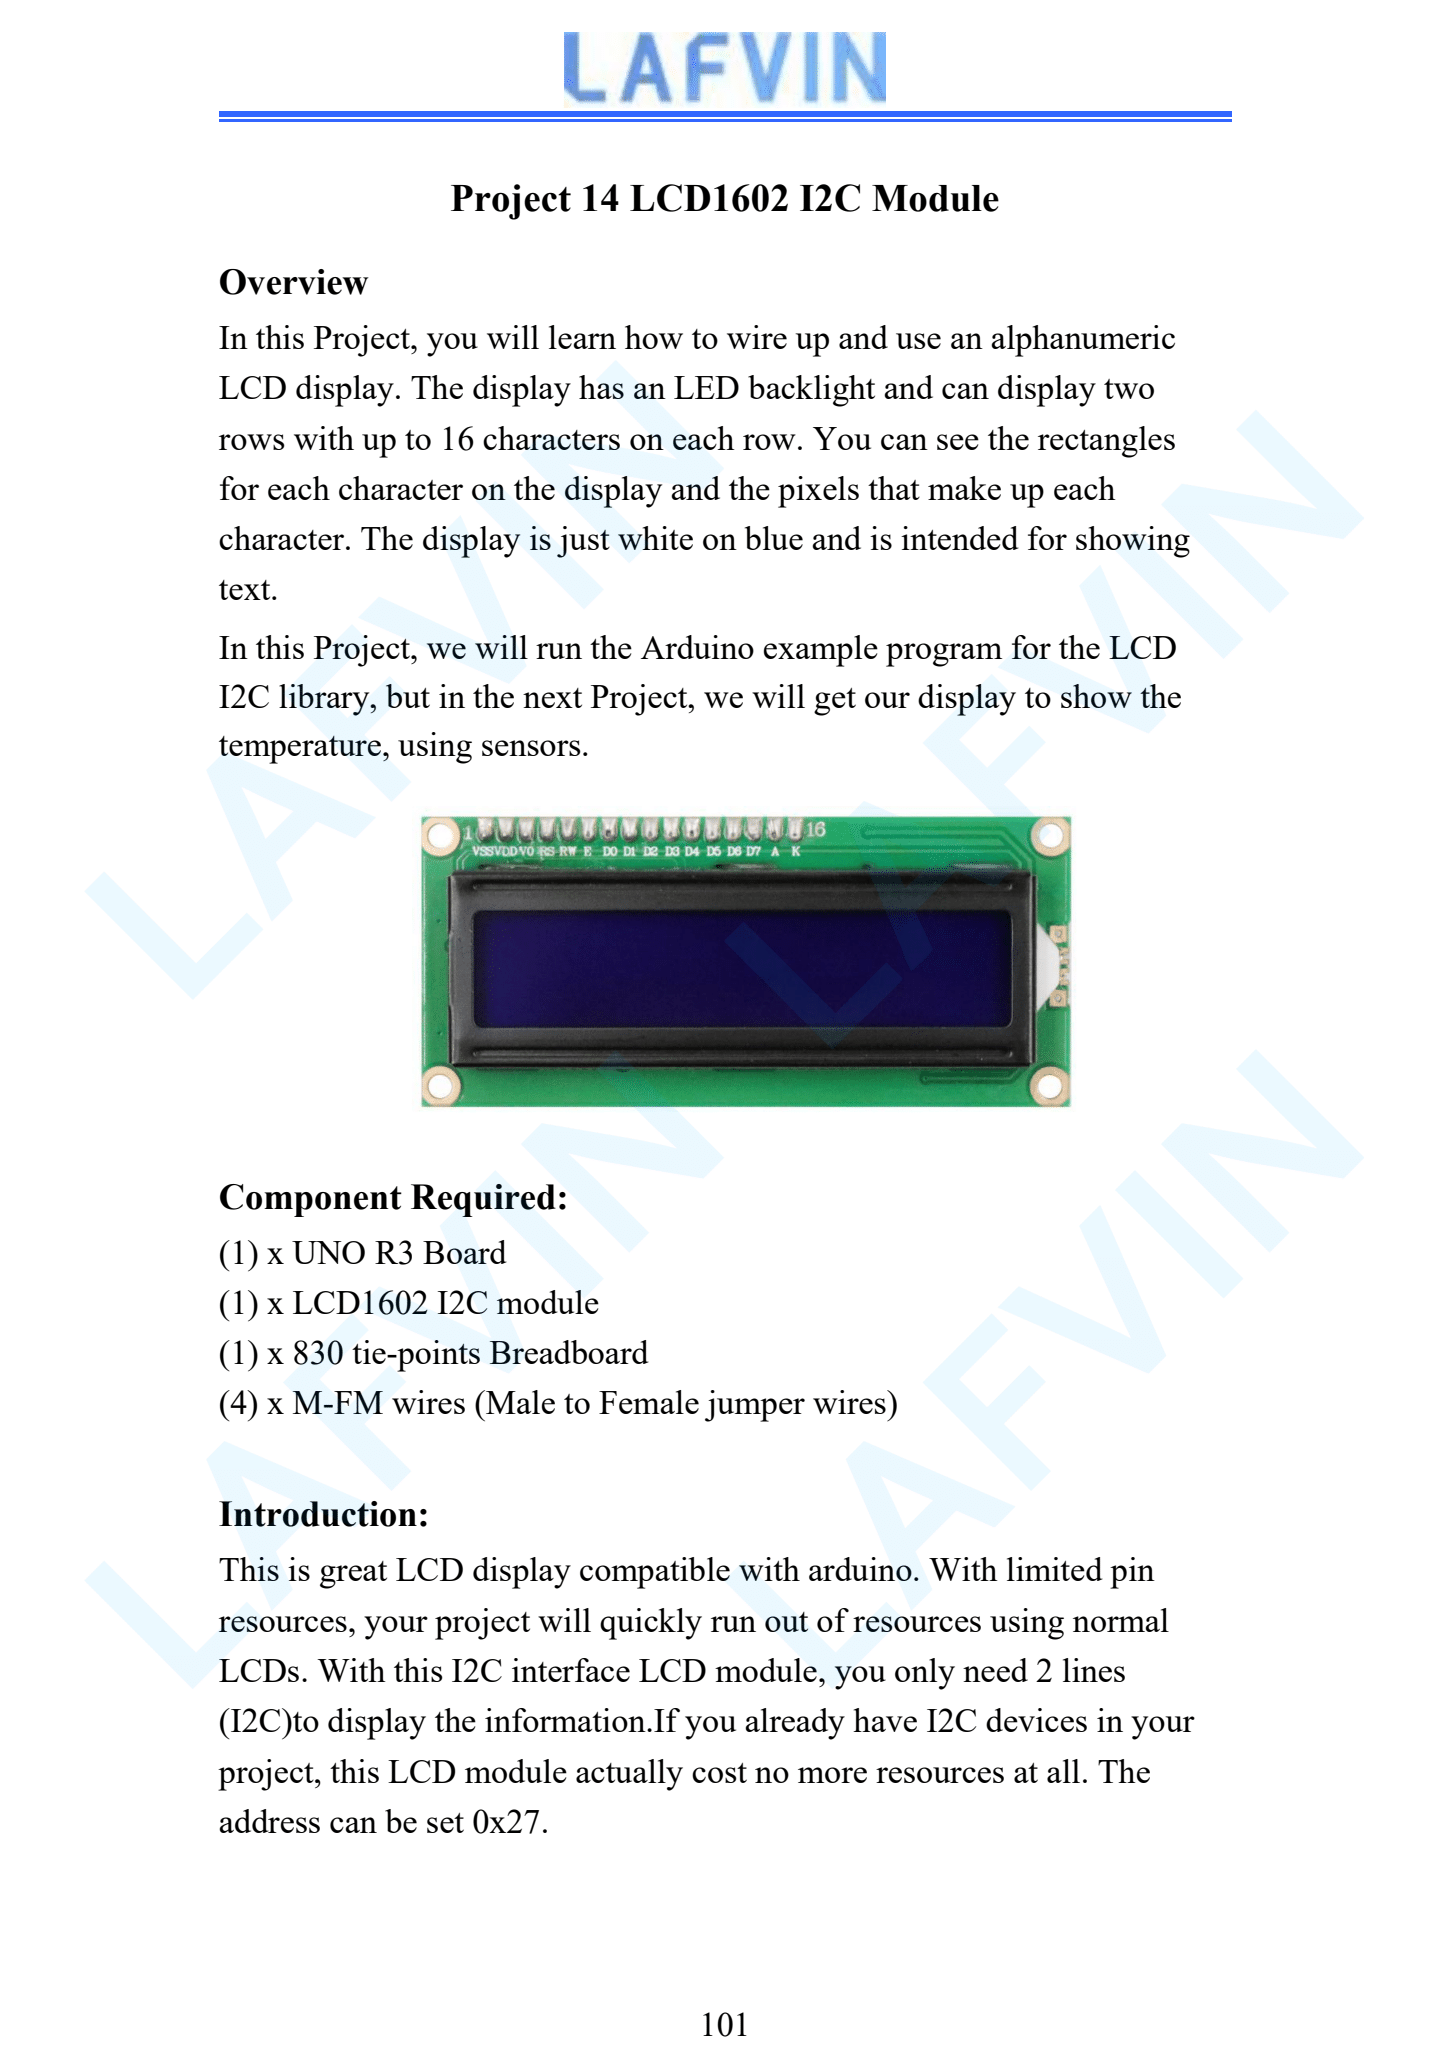 LAFVIN
Project 14 LCD1602 I2C Module
Overview
In this Project, you will learn how to wire up and use an alphanumeric
LCD display. The display has an LED backlight and can display two
rows with up to 16 characters on each row. You can see the rectangles
for each character on the display and the pixels that make up each
character. The display is just white on blue and is intended for showing
text.
In this Project, we will run the Arduino example program for the LCD
I2C library, but in the next Project, we will get our display to show the
temperature, using sensors.
1 16
VSS VDD VO RS RW E D0 D1 D2 D3 D4 D5 D6 D7 A K
Component Required:
(1) x UNO R3 Board
(1) x LCD1602 I2C module
(1) x 830 tie-points Breadboard
(4) x M-FM wires (Male to Female jumper wires)
Introduction:
This is great LCD display compatible with arduino. With limited pin
resources, your project will quickly run out of resources using normal
LCDs. With this I2C interface LCD module, you only need 2 lines
(I2C)to display the information.If you already have I2C devices in your
project, this LCD module actually cost no more resources at all. The
address can be set 0x27.
101
LAFVIN
LAFVIN
LAFVIN
LAFVIN